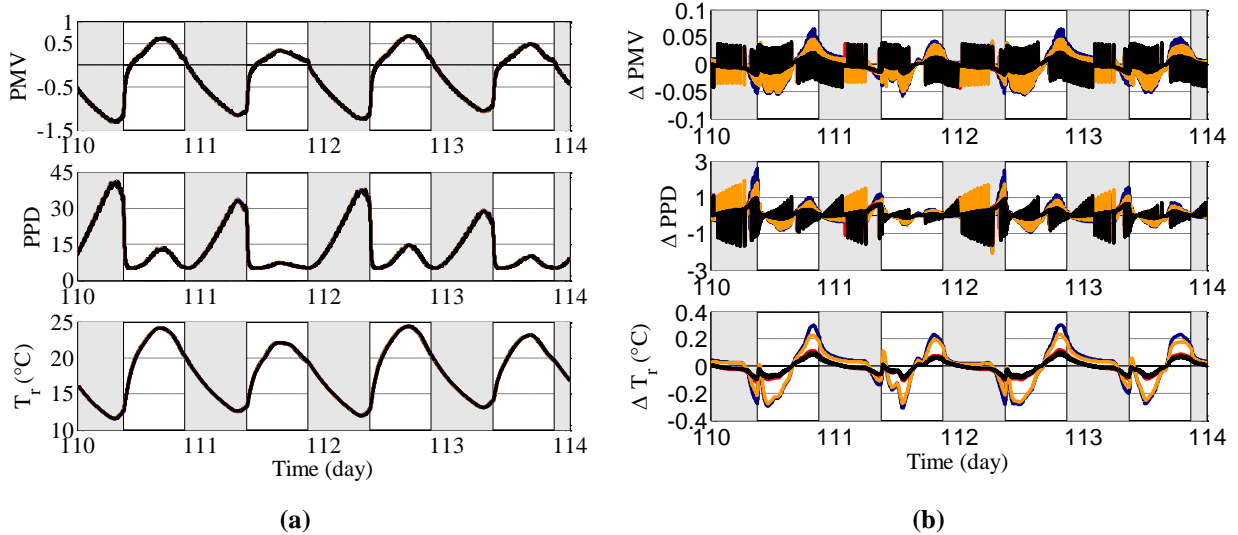 1
0.5
-0.5
-1.5
PMV
110 111 112 113 114
45
30
15
0
PPD
110 111 112 113 114
25
20
15
10
T_r (°C)
110 111 112 113 114
Time (day)
(a)
0.1
0.05
0
-0.05
-0.1
Δ PMV
110 111 112 113 114
3
1
-1
-3
Δ PPD
110 111 112 113 114
0.4
0.2
0
-0.2
-0.4
Δ T_r (°C)
110 111 112 113 114
Time (day)
(b)